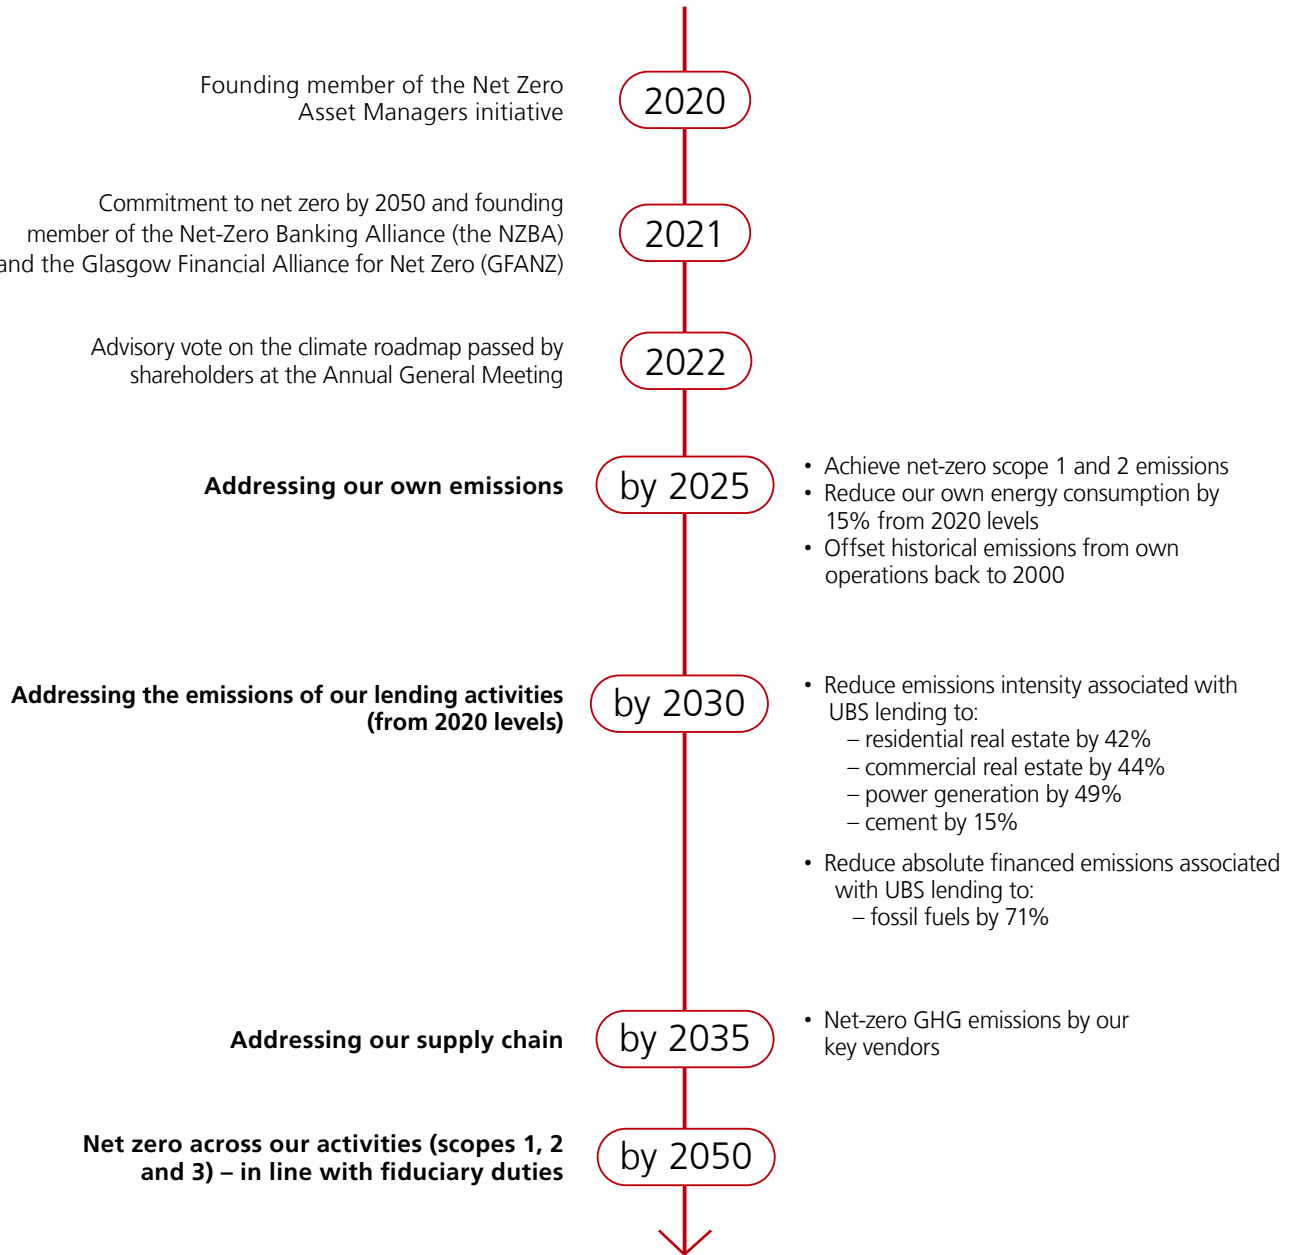 Founding member of the Net Zero
Asset Managers initiative
2020
Commitment to net zero by 2050 and founding
member of the Net-Zero Banking Alliance (the NZBA)
and the Glasgow Financial Alliance for Net Zero (GFANZ)
2021
Advisory vote on the climate roadmap passed by
shareholders at the Annual General Meeting
2022
Addressing our own emissions
by 2025
• Achieve net-zero scope 1 and 2 emissions
• Reduce our own energy consumption by
15% from 2020 levels
• Offset historical emissions from own
operations back to 2000
Addressing the emissions of our lending activities
(from 2020 levels)
by 2030
• Reduce emissions intensity associated with
UBS lending to:
– residential real estate by 42%
– commercial real estate by 44%
– power generation by 49%
– cement by 15%
• Reduce absolute financed emissions associated
with UBS lending to:
– fossil fuels by 71%
Addressing our supply chain
by 2035
• Net-zero GHG emissions by our
key vendors
Net zero across our activities (scopes 1, 2
and 3) – in line with fiduciary duties
by 2050